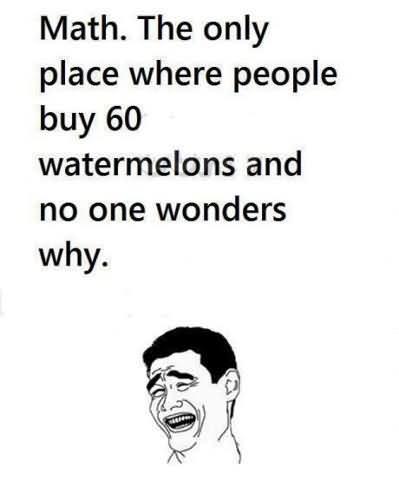 Math. The only
place where people
buy 60
watermelons and
no one wonders
why.